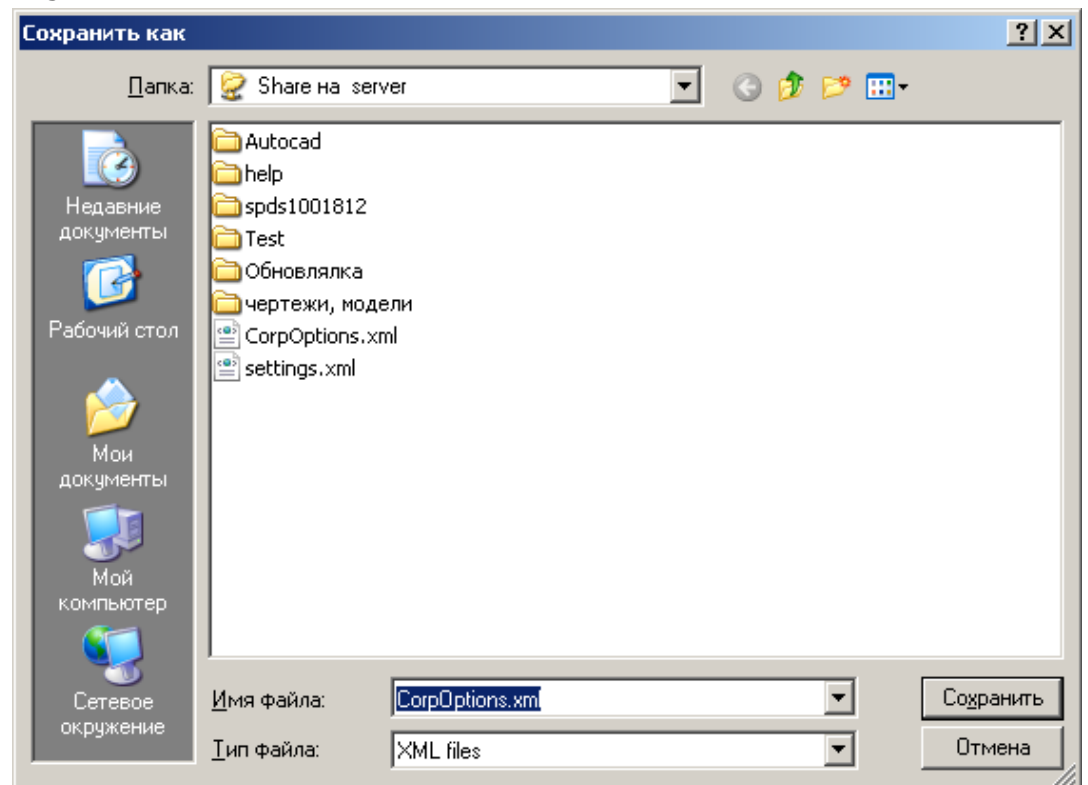 Сохранить как
Папка:
Share на server
Autocad
help
spds1001812
Test
Обновлялка
чертежи, модели
CorpOptions.xml
settings.xml
Недавние
документы
Рабочий стол
Мои
документы
Мой
компьютер
Сетевое
окружение
Имя файла:
CorpOptions.xml
Сохранить
Тип файла:
XML files
Отмена